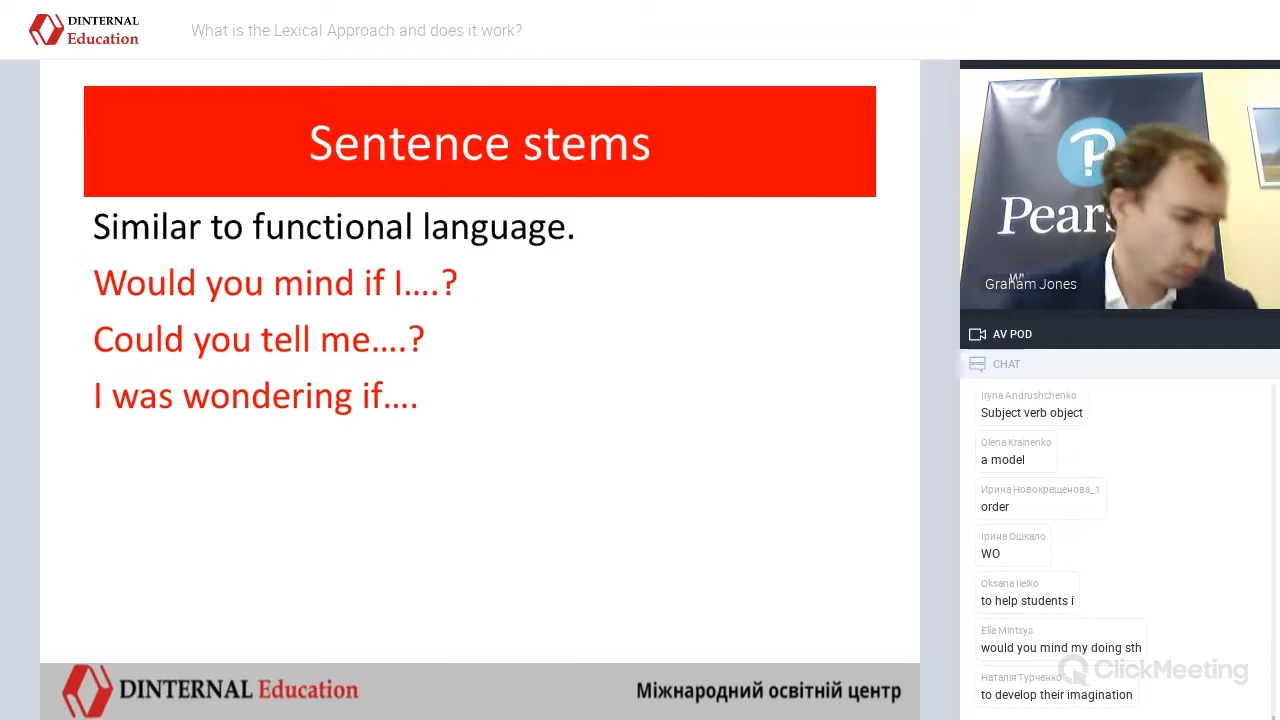 DINTERNAL
Education
What is the Lexical Approach and does it work?
Sentence stems
Similar to functional language.
Would you mind if I....?
Could you tell me....?
I was wondering if....
DINTERNAL Education
Міжнародний освітній центр
Graham Jones
AV POD
CHAT
Iryna Andrushchenko
Subject verb object
Olena Krainenko
a model
Ирина Новокрещенова_1
order
Ірина Ошкало
WO
Oksana Ileiko
to help students i
Ella Mintsys
would you mind my doing sth
Наталія Турченко
to develop their imagination
ClickMeeting